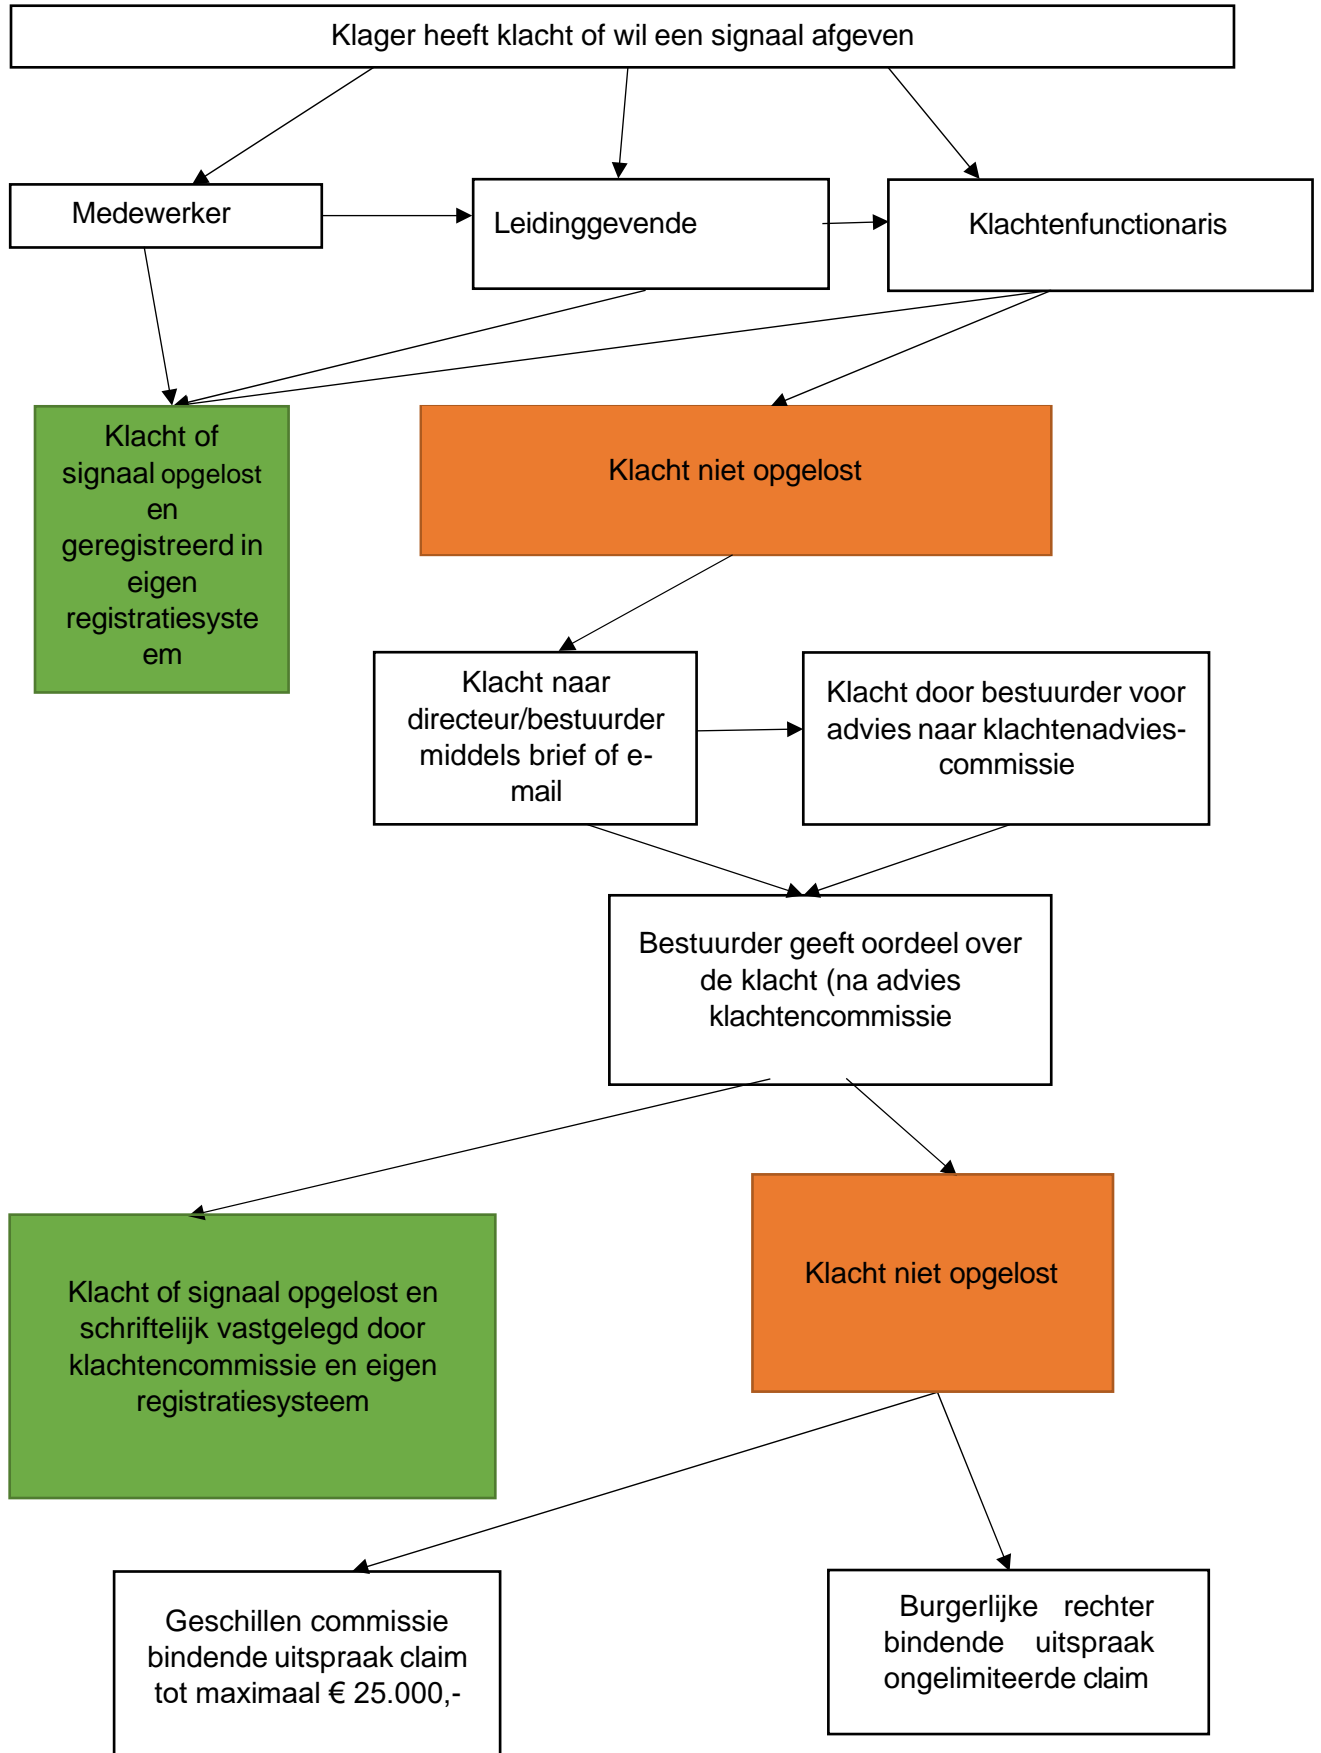 Klager heeft klacht of wil een signaal afgeven
Medewerker
Leidinggevende
Klachtenfunctionaris
Klacht of
signaal opgelost
en
geregistreerd in
eigen
registratiesyste
em
Klacht niet opgelost
Klacht naar
directeur/bestuurder
middels brief of e-
mail
Klacht door bestuurder voor
advies naar klachtenadvies-
commissie
Bestuurder geeft oordeel over
de klacht (na advies
klachtencommissie
Klacht of signaal opgelost en
schriftelijk vastgelegd door
klachtencommissie en eigen
registratiesysteem
Klacht niet opgelost
Geschillen commissie
bindende uitspraak claim
tot maximaal € 25.000,-
Burgerlijke rechter
bindende uitspraak
ongelimiteerde claim